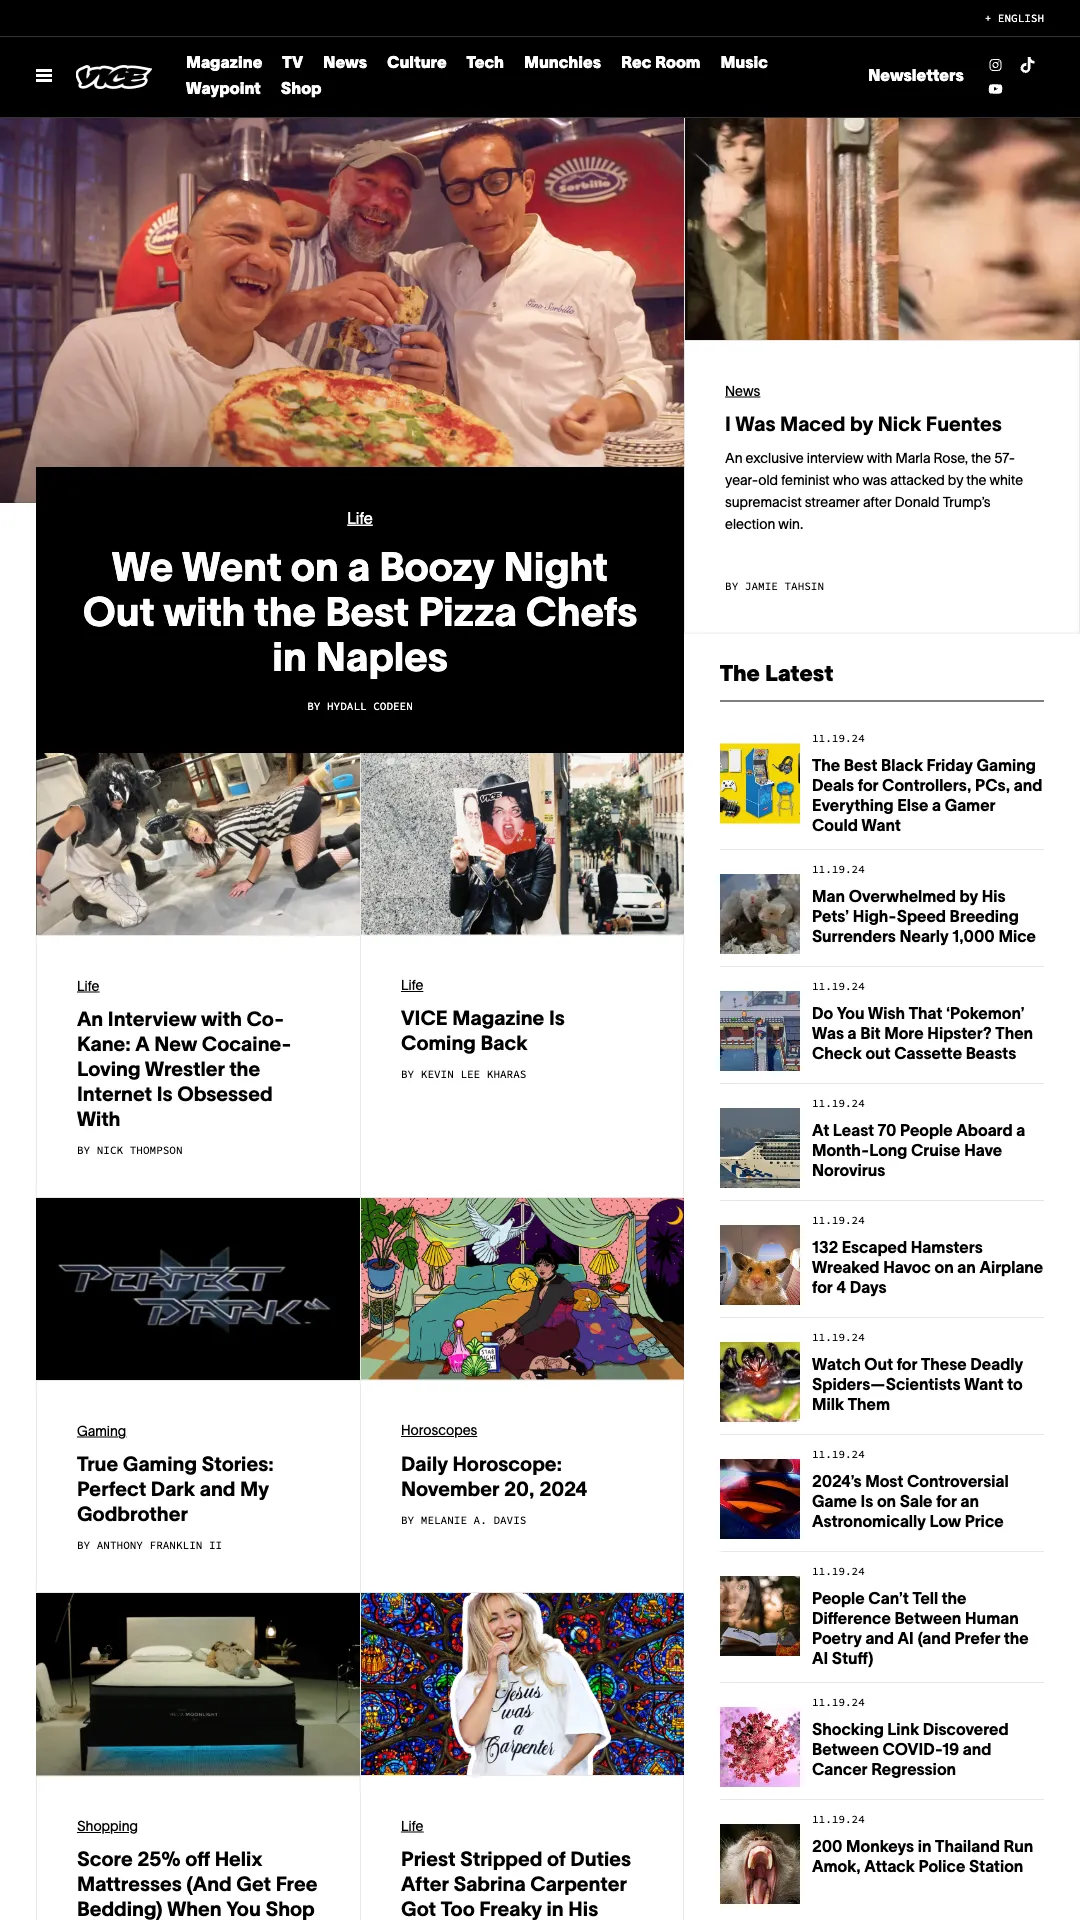 + ENGLISH
VICE
Magazine TV News Culture Tech Munchies Rec Room Music
Waypoint Shop
Newsletters
Sorbillo
Gino Sorbillo
Life
We Went on a Boozy Night
Out with the Best Pizza Chefs
in Naples
BY HYDALL CODEEN
News
I Was Maced by Nick Fuentes
An exclusive interview with Marla Rose, the 57-
year-old feminist who was attacked by the white
supremacist streamer after Donald Trump's
election win.
BY JAMIE TAHSIN
VICE
Life
An Interview with Co-
Kane: A New Cocaine-
Loving Wrestler the
Internet Is Obsessed
With
BY NICK THOMPSON
Life
VICE Magazine Is
Coming Back
BY KEVIN LEE KHARAS
PERFECT
DARK
STAR
Gaming
True Gaming Stories:
Perfect Dark and My
Godbrother
BY ANTHONY FRANKLIN II
Horoscopes
Daily Horoscope:
November 20, 2024
BY MELANIE A. DAVIS
HELIX MOONLIGHT
Jesus
was
a
Carpenter
Shopping
Score 25% off Helix
Mattresses (And Get Free
Bedding) When You Shop
Life
Priest Stripped of Duties
After Sabrina Carpenter
Got Too Freaky in His
The Latest
11.19.24
The Best Black Friday Gaming
Deals for Controllers, PCs, and
Everything Else a Gamer
Could Want
11.19.24
Man Overwhelmed by His
Pets' High-Speed Breeding
Surrenders Nearly 1,000 Mice
11.19.24
Do You Wish That ‘Pokemon’
Was a Bit More Hipster? Then
Check out Cassette Beasts
11.19.24
At Least 70 People Aboard a
Month-Long Cruise Have
Norovirus
11.19.24
132 Escaped Hamsters
Wreaked Havoc on an Airplane
for 4 Days
11.19.24
Watch Out for These Deadly
Spiders—Scientists Want to
Milk Them
11.19.24
2024's Most Controversial
Game Is on Sale for an
Astronomically Low Price
11.19.24
People Can't Tell the
Difference Between Human
Poetry and AI (and Prefer the
AI Stuff)
11.19.24
Shocking Link Discovered
Between COVID-19 and
Cancer Regression
11.19.24
200 Monkeys in Thailand Run
Amok, Attack Police Station